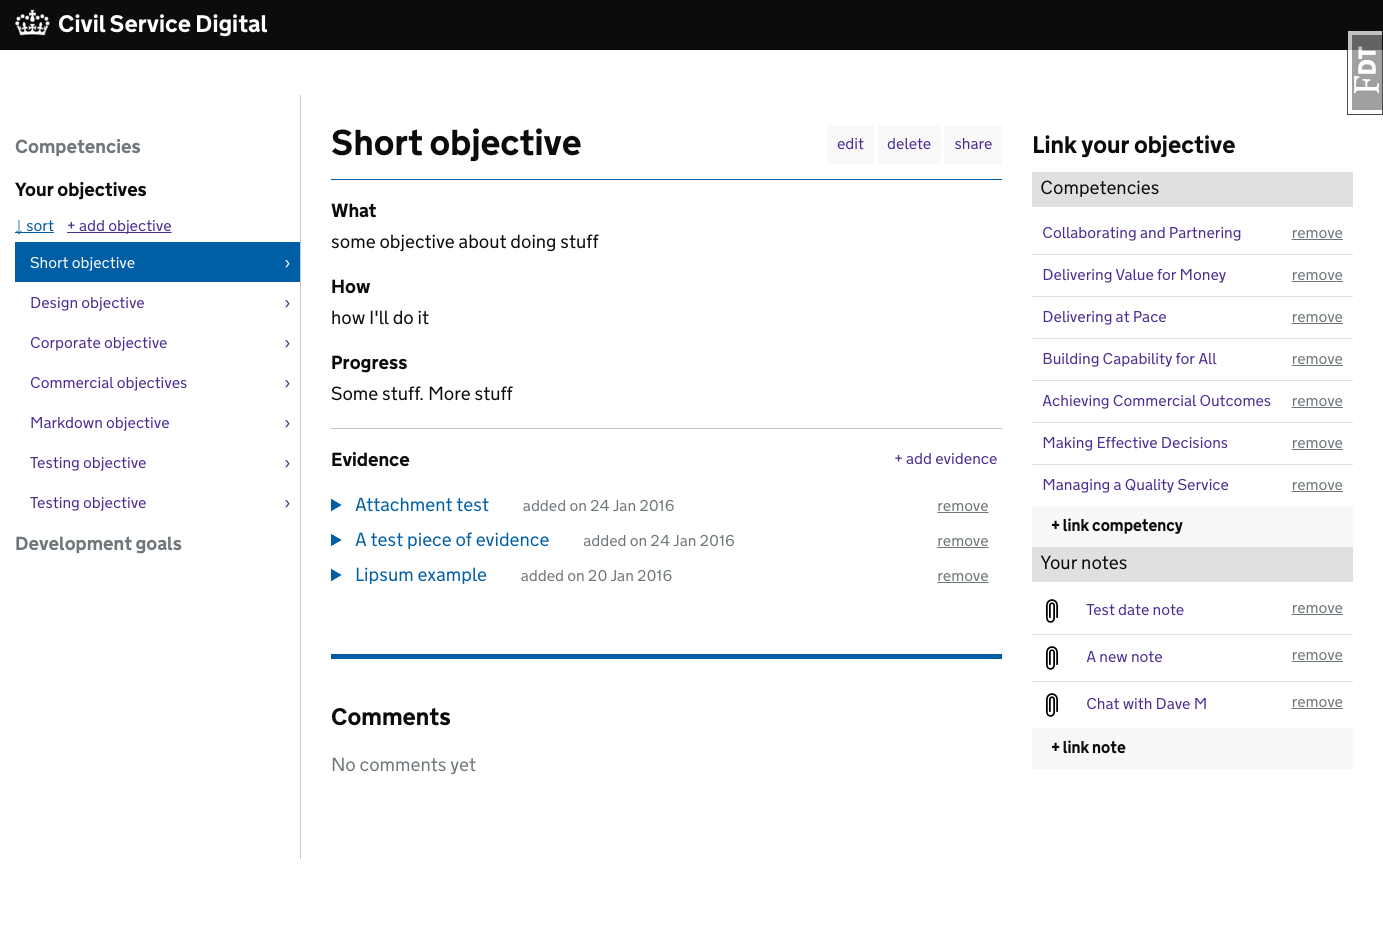 Civil Service Digital
FDT
Competencies
Your objectives
↓ sort + add objective
Short objective ›
Design objective ›
Corporate objective ›
Commercial objectives ›
Markdown objective ›
Testing objective ›
Testing objective ›
Development goals
Short objective
edit delete share
What
some objective about doing stuff
How
how I'll do it
Progress
Some stuff. More stuff
Evidence + add evidence
Attachment test added on 24 Jan 2016 remove
A test piece of evidence added on 24 Jan 2016 remove
Lipsum example added on 20 Jan 2016 remove
Comments
No comments yet
Link your objective
Competencies
Collaborating and Partnering remove
Delivering Value for Money remove
Delivering at Pace remove
Building Capability for All remove
Achieving Commercial Outcomes remove
Making Effective Decisions remove
Managing a Quality Service remove
+ link competency
Your notes
Test date note remove
A new note remove
Chat with Dave M remove
+ link note